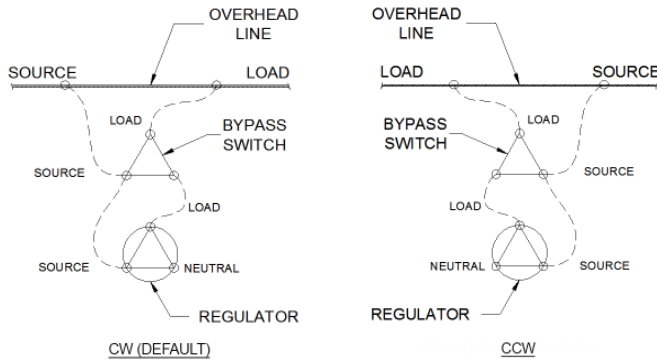 OVERHEAD
LINE
SOURCE
LOAD
LOAD
BYPASS
SWITCH
SOURCE
LOAD
SOURCE
NEUTRAL
REGULATOR
CW (DEFAULT)
OVERHEAD
LINE
LOAD
SOURCE
LOAD
BYPASS
SWITCH
SOURCE
LOAD
NEUTRAL
SOURCE
REGULATOR
CCW